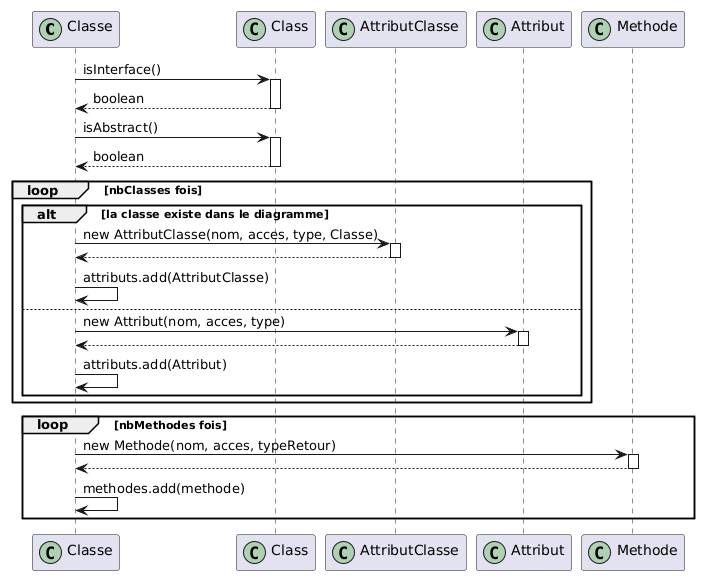 C Classe C Class C AttributClasse C Attribut C Methode
isInterface()
boolean
isAbstract()
boolean
loop [nbClasses fois]
alt [la classe existe dans le diagramme]
new AttributClasse(nom, acces, type, Classe)
attributs.add(AttributClasse)
new Attribut(nom, acces, type)
attributs.add(Attribut)
loop [nbMethodes fois]
new Methode(nom, acces, typeRetour)
methodes.add(methode)
C Classe C Class C AttributClasse C Attribut C Methode